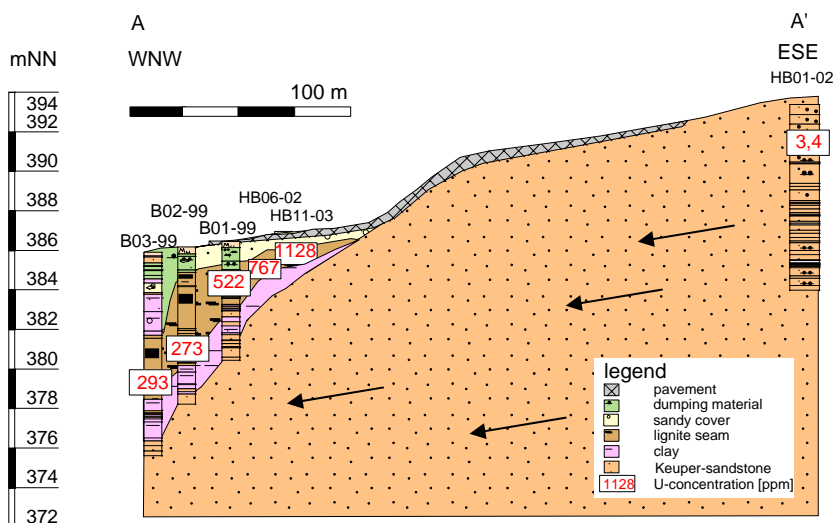 A
A'
mNN
WNW
ESE
HB01-02
100 m
394
392
390
388
386
384
382
380
378
376
374
372
HB06-02
B02-99
HB11-03
B01-99
B03-99
3,4
1128
767
522
273
293
legend
pavement
dumping material
sandy cover
lignite seam
clay
Keuper-sandstone
1128 U-concentration [ppm]